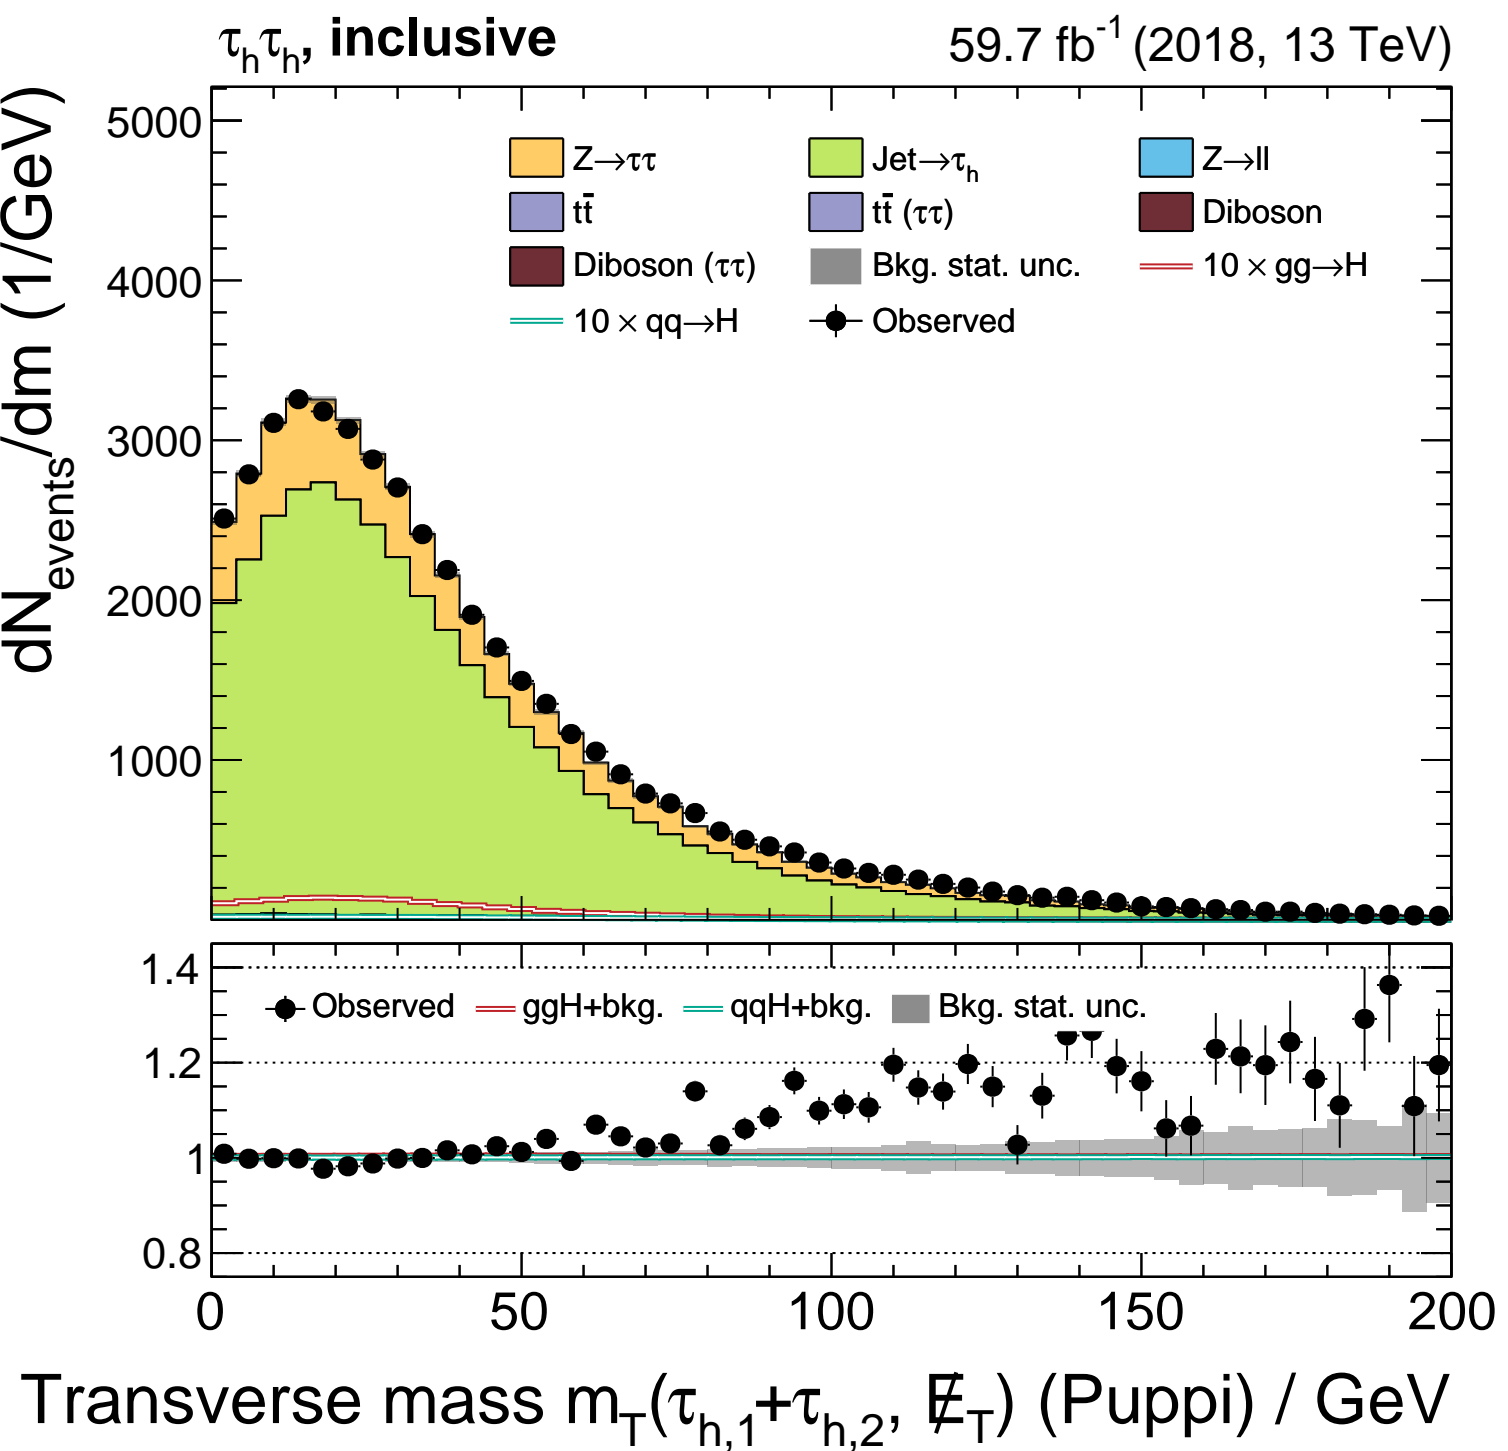 τhτh, inclusive
59.7 fb-1 (2018, 13 TeV)
dNevents/dm (1/GeV)
5000
4000
3000
2000
1000
Z→ττ
Jet→τh
Z→ll
tt̄
tt̄ (ττ)
Diboson
Diboson (ττ)
Bkg. stat. unc.
10 × gg→H
10 × qq→H
Observed
1.4
1.2
1
0.8
Observed
ggH+bkg.
qqH+bkg.
Bkg. stat. unc.
0
50
100
150
200
Transverse mass mT(τh,1+τh,2, E̸T) (Puppi) / GeV